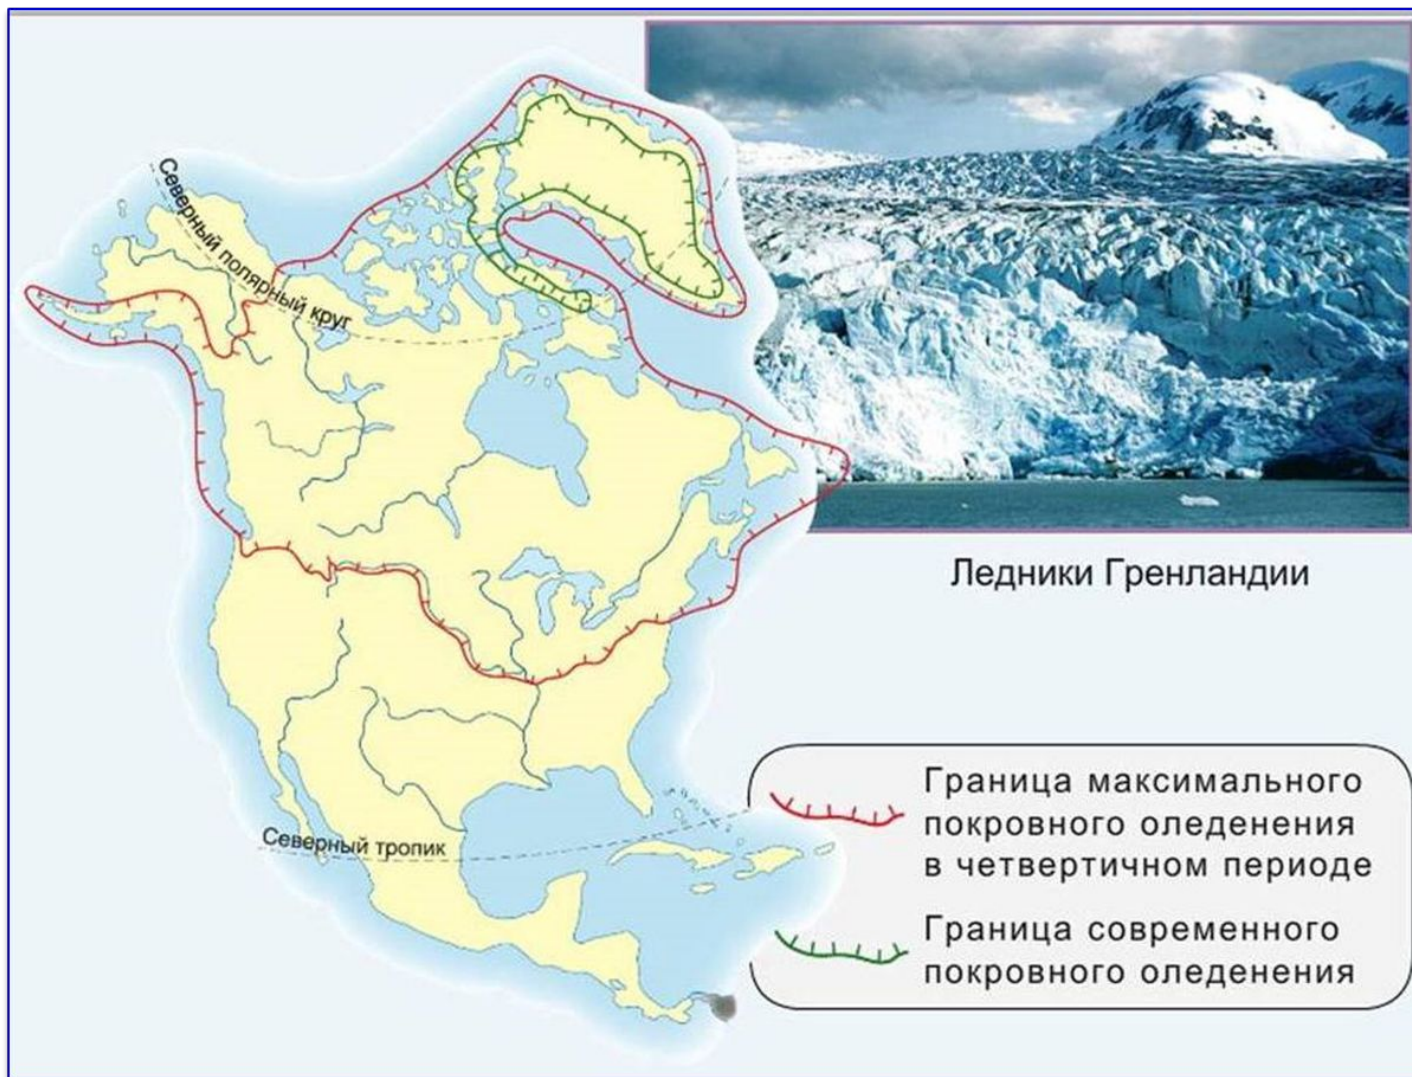 Северный полярный круг
Ледники Гренландии
Граница максимального
покровного оледенения
в четвертичном периоде
Северный тропик
Граница современного
покровного оледенения